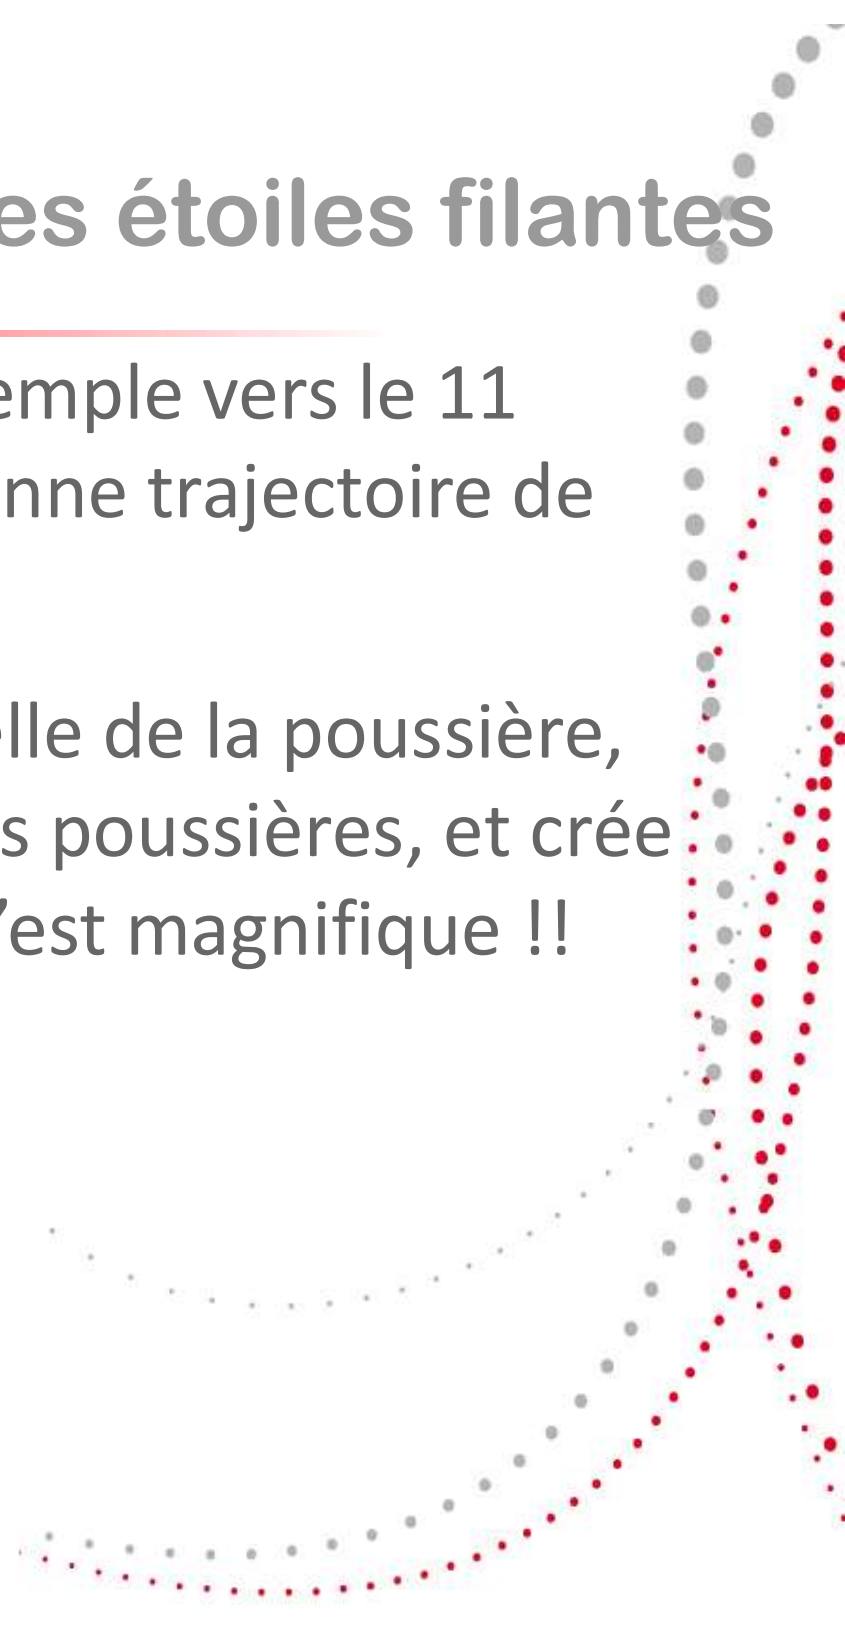 es étoiles filantes
emple vers le 11
nne trajectoire de
elle de la poussière,
s poussières, et crée
'est magnifique !!